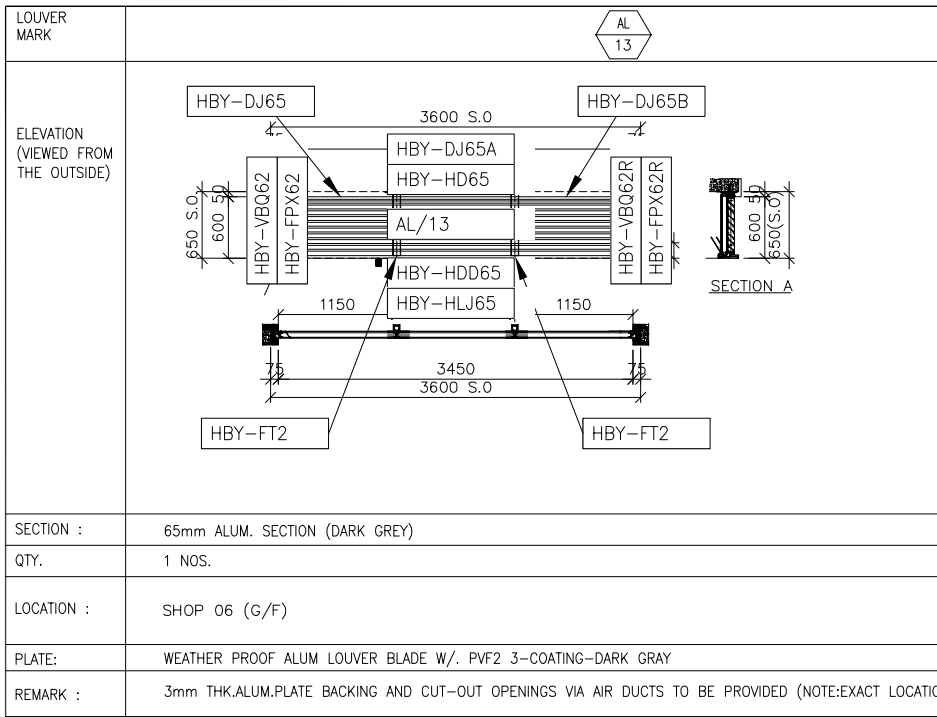 LOUVER
MARK
AL
13
ELEVATION
(VIEWED FROM
THE OUTSIDE)
HBY-DJ65
HBY-DJ65B
3600 S.O
HBY-DJ65A
HBY-HD65
AL/13
HBY-HDD65
HBY-HLJ65
650 S.O
600 50
HBY-VBQ62
HBY-FPX62
HBY-VBQ62R
HBY-FPX62R
600 50
650(S.O)
SECTION A
1150
1150
75
3450
75
3600 S.O
HBY-FT2
HBY-FT2
SECTION :
65mm ALUM. SECTION (DARK GREY)
QTY.
1 NOS.
LOCATION :
SHOP 06 (G/F)
PLATE:
WEATHER PROOF ALUM LOUVER BLADE W/. PVF2 3-COATING-DARK GRAY
REMARK :
3mm THK.ALUM.PLATE BACKING AND CUT-OUT OPENINGS VIA AIR DUCTS TO BE PROVIDED (NOTE:EXACT